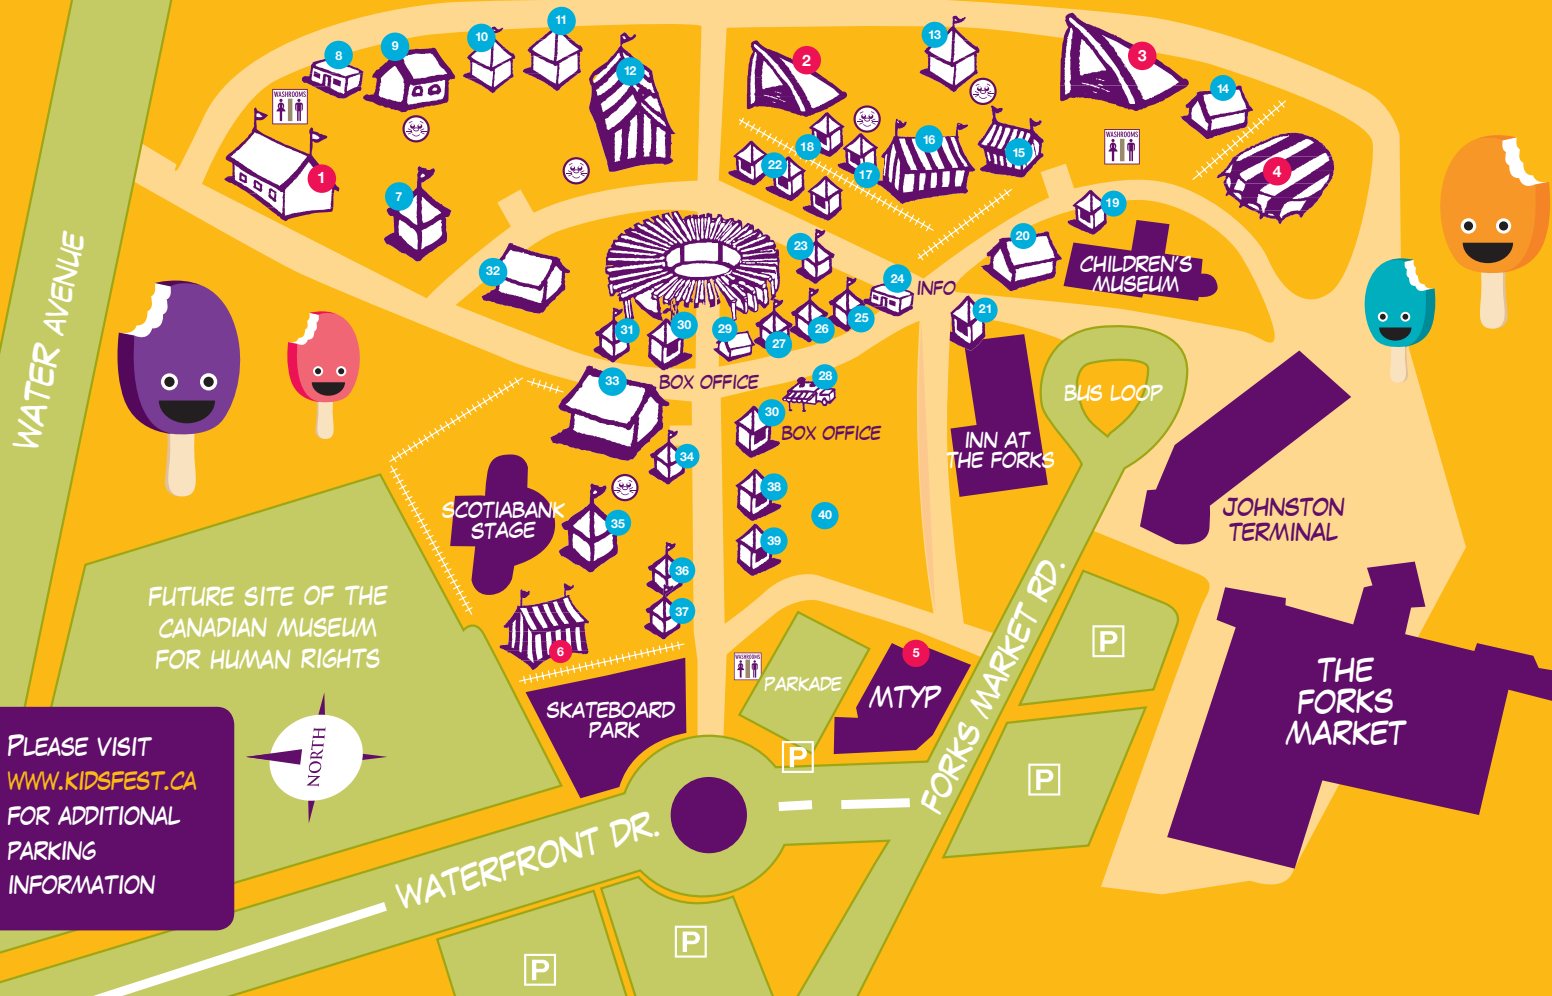 11
13
10
9
8
2
3
12
14
WASHROOMS
16
WASHROOMS
18
15
22
17
1
4
7
19
20
23
32
CHILDREN'S
MUSEUM
24
INFO
WATER AVENUE
21
25
31
30
29
26
27
33
BOX OFFICE
28
BUS LOOP
30
BOX OFFICE
INN AT
THE FORKS
34
38
SCOTIABANK
STAGE
35
40
JOHNSTON
TERMINAL
39
36
FUTURE SITE OF THE
CANADIAN MUSEUM
FOR HUMAN RIGHTS
37
6
5
P
WASHROOMS
PARKADE
MTYP
THE
FORKS
MARKET
SKATEBOARD
PARK
FORKS MARKET RD.
NORTH
PLEASE VISIT
WWW.KIDSFEST.CA
FOR ADDITIONAL
PARKING
INFORMATION
P
P
WATERFRONT DR.
P
P